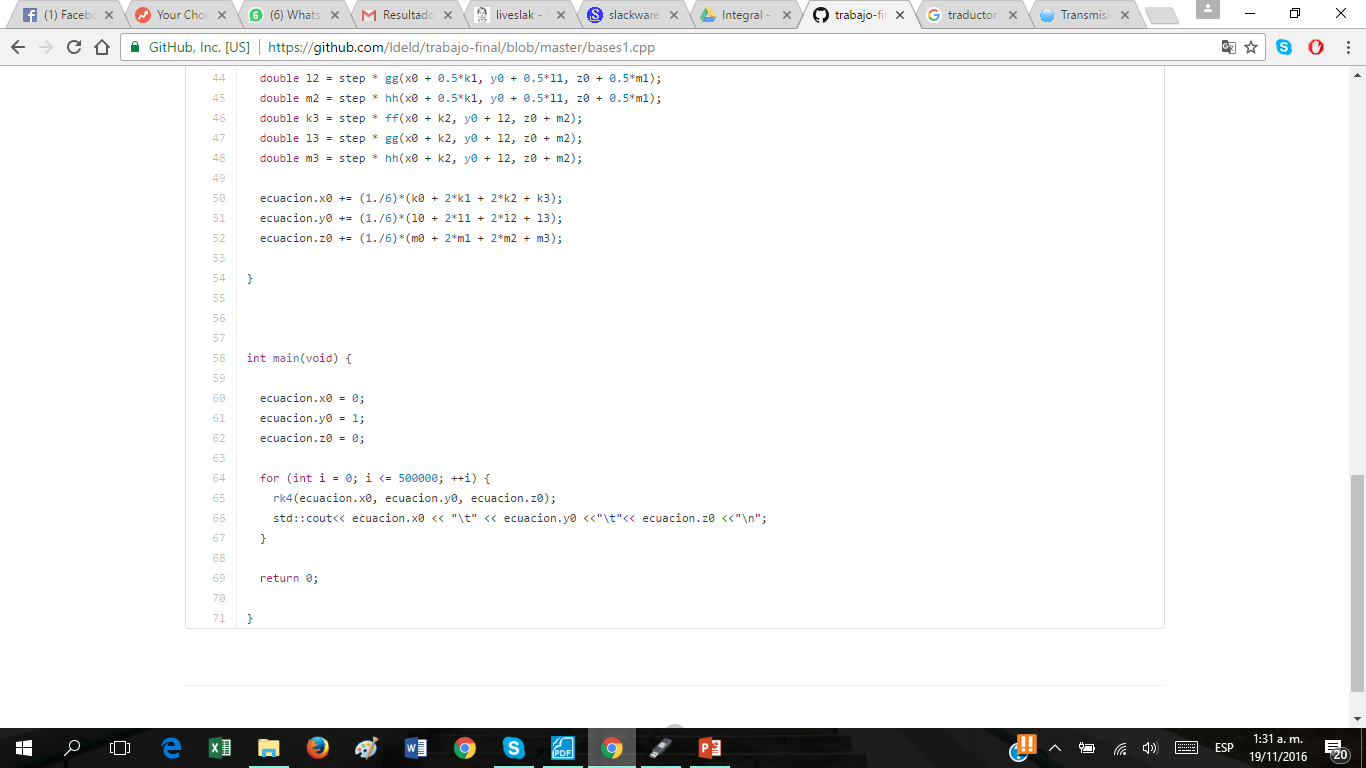 (1) Facebo
Your Choi
(6) Whats
Resultado
liveslak -
slackware
Integral -
trabajo-fi
traductor
Transmisi
GitHub, Inc. [US]
https://github.com/ldeld/trabajo-final/blob/master/bases1.cpp
44 double l2 = step * gg(x0 + 0.5*k1, y0 + 0.5*l1, z0 + 0.5*m1);
45 double m2 = step * hh(x0 + 0.5*k1, y0 + 0.5*l1, z0 + 0.5*m1);
46 double k3 = step * ff(x0 + k2, y0 + l2, z0 + m2);
47 double l3 = step * gg(x0 + k2, y0 + l2, z0 + m2);
48 double m3 = step * hh(x0 + k2, y0 + l2, z0 + m2);
49
50 ecuacion.x0 += (1./6)*(k0 + 2*k1 + 2*k2 + k3);
51 ecuacion.y0 += (1./6)*(l0 + 2*l1 + 2*l2 + l3);
52 ecuacion.z0 += (1./6)*(m0 + 2*m1 + 2*m2 + m3);
53
54 }
55
56
57
58 int main(void) {
59
60 ecuacion.x0 = 0;
61 ecuacion.y0 = 1;
62 ecuacion.z0 = 0;
63
64 for (int i = 0; i <= 500000; ++i) {
65 rk4(ecuacion.x0, ecuacion.y0, ecuacion.z0);
66 std::cout<< ecuacion.x0 << "\t" << ecuacion.y0 <<"\t"<< ecuacion.z0 <<"\n";
67 }
68
69 return 0;
70
71 }
PDF
ESP
1:31 a. m.
19/11/2016
20